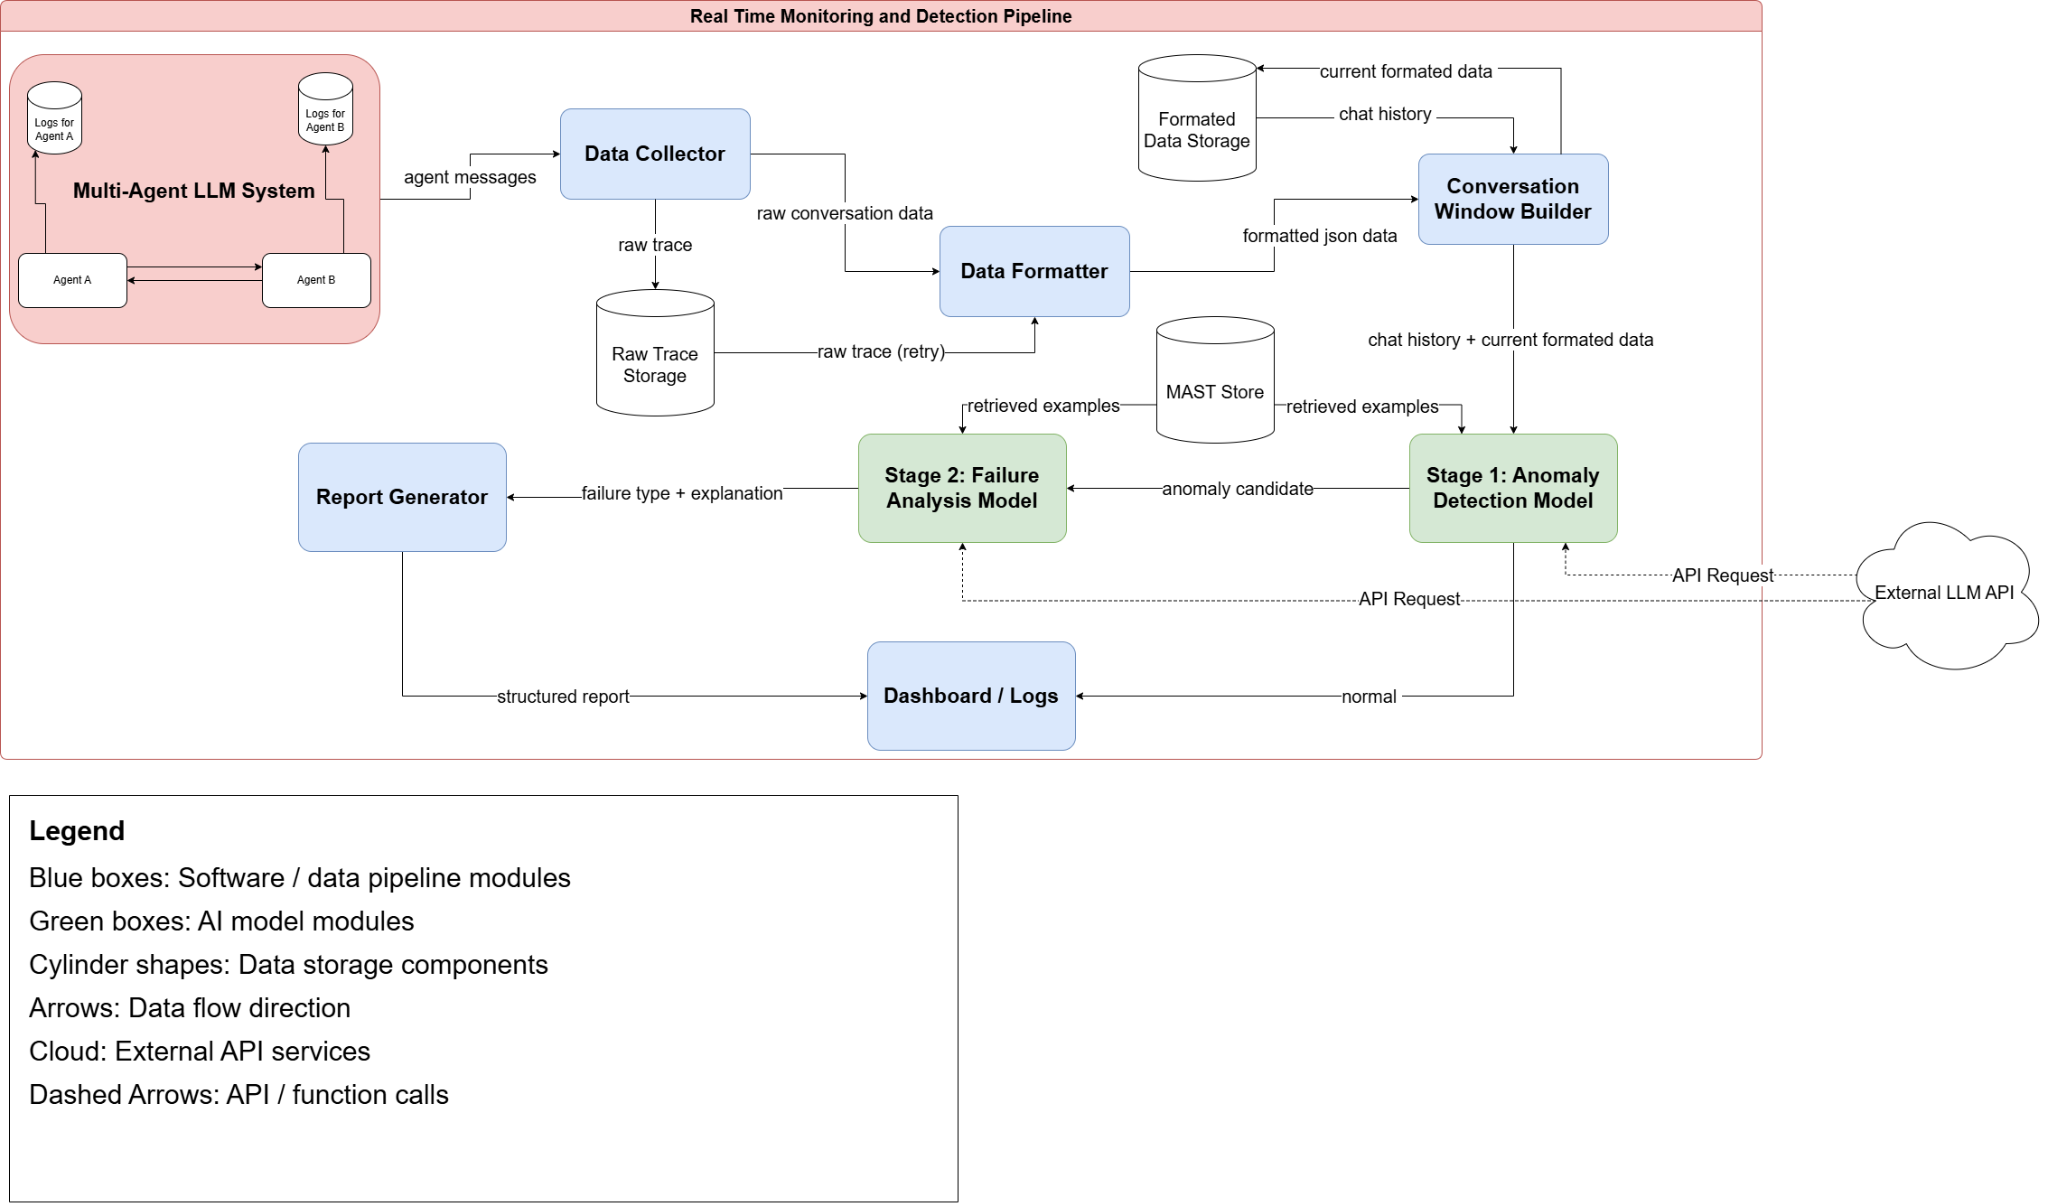 Real Time Monitoring and Detection Pipeline
Logs for
Agent A
Logs for
Agent B
Multi-Agent LLM System
Agent A
Agent B
agent messages
Data Collector
raw trace
raw conversation data
Raw Trace
Storage
raw trace (retry)
Data Formatter
formatted json data
Formated
Data Storage
current formated data
chat history
Conversation
Window Builder
chat history + current formated data
MAST Store
retrieved examples
retrieved examples
Stage 1: Anomaly
Detection Model
anomaly candidate
Stage 2: Failure
Analysis Model
failure type + explanation
Report Generator
API Request
API Request
External LLM API
structured report
Dashboard / Logs
normal
Legend
Blue boxes: Software / data pipeline modules
Green boxes: AI model modules
Cylinder shapes: Data storage components
Arrows: Data flow direction
Cloud: External API services
Dashed Arrows: API / function calls